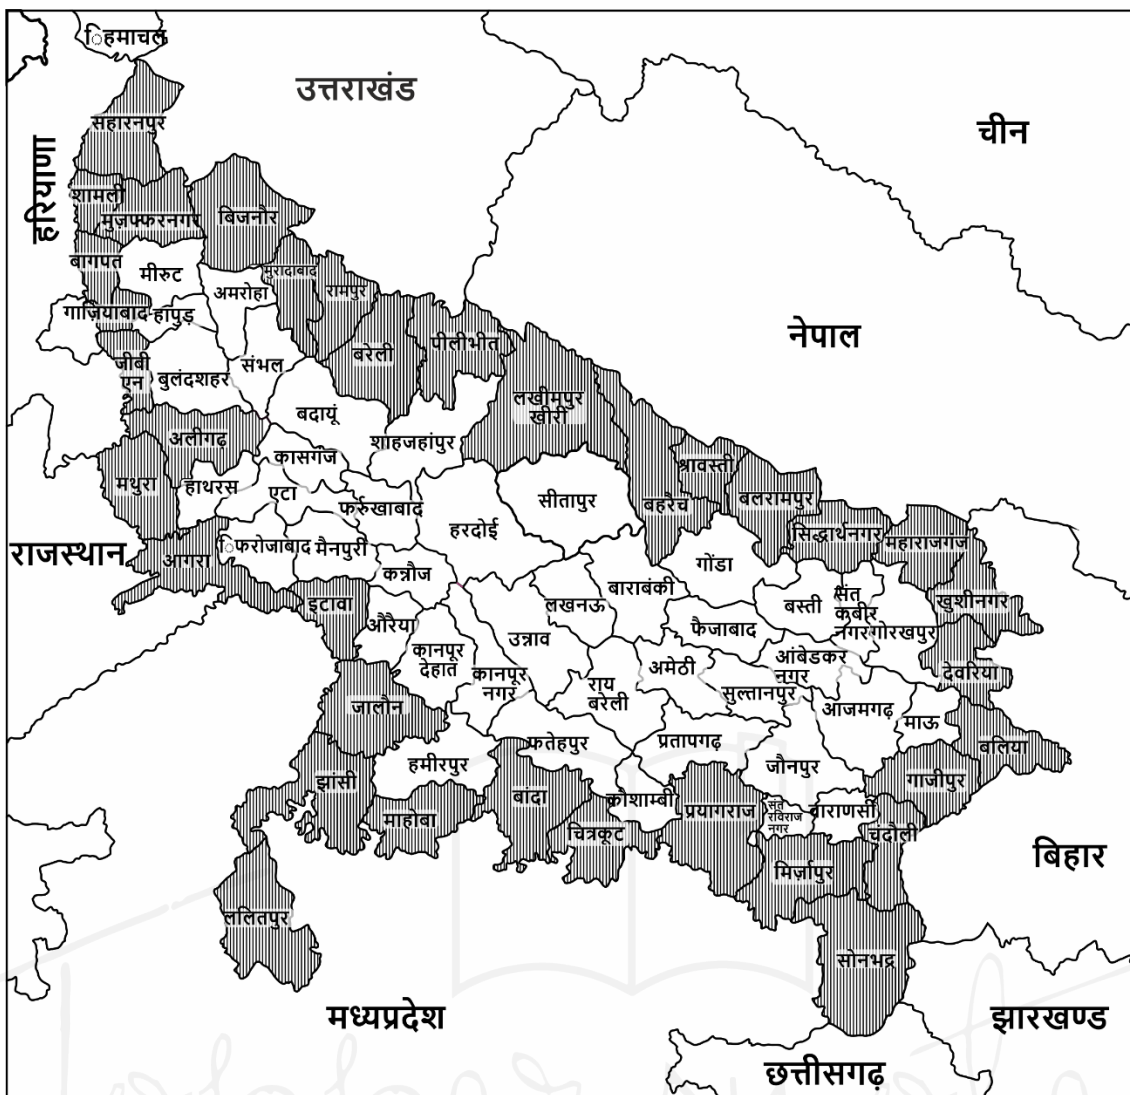 िहमाचल
उत्तराखंड
चीन
सहारनपुर
हरियाणा
शामली
मुज़फ्फरनगर
बिजनौर
बागपत
मीरुट
मुरादाबाद
रामपुर
अमरोहा
गाज़ियाबाद
हापुड़
नेपाल
पीलीभीत
बरेली
जीबी
एन
बुलंदशहर
संभल
लखीमपुर
खीरी
बदायूं
अलीगढ़
शाहजहांपुर
कासगंज
श्रावस्ती
मथुरा
हाथरस
एटा
फर्रुखाबाद
सीतापुर
बहरैच
बलरामपुर
हरदोई
सिद्धार्थनगर
महाराजगंज
राजस्थान
आगरा
िफरोजाबाद
मैनपुरी
कन्नौज
गोंडा
बाराबंकी
इटावा
लखनऊ
बस्ती
संत
कबीर
नगर
खुशीनगर
औरैया
उन्नाव
फैजाबाद
गोरखपुर
कानपूर
देहात
कानपूर
नगर
अमेठी
आंबेडकर
नगर
देवरिया
राय
बरेली
सुल्तानपुर
जालौन
आजमगढ़
माऊ
फतेहपुर
प्रतापगढ़
बलिया
हमीरपुर
जौनपुर
झांसी
गाजीपुर
बांदा
कौशाम्बी
प्रयागराज
संत
रविराज
नगर
वाराणसी
माहोबा
चित्रकूट
चंदौली
बिहार
मिर्ज़ापुर
ललितपुर
सोनभद्र
मध्यप्रदेश
झारखण्ड
छत्तीसगढ़